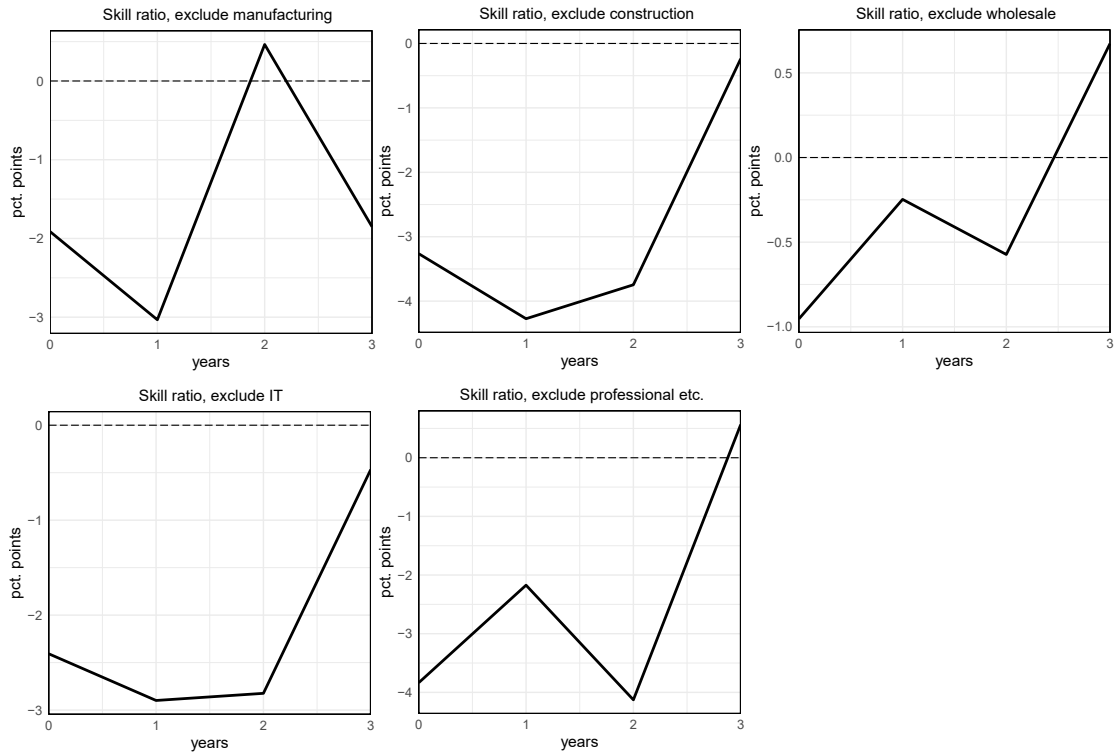 Skill ratio, exclude manufacturing
pct. points
0
−1
−2
−3
0 1 2 3
years
Skill ratio, exclude construction
pct. points
0
−1
−2
−3
−4
0 1 2 3
years
Skill ratio, exclude wholesale
pct. points
0.5
0.0
−0.5
−1.0
0 1 2 3
years
Skill ratio, exclude IT
pct. points
0
−1
−2
−3
0 1 2 3
years
Skill ratio, exclude professional etc.
pct. points
0
−1
−2
−3
−4
0 1 2 3
years